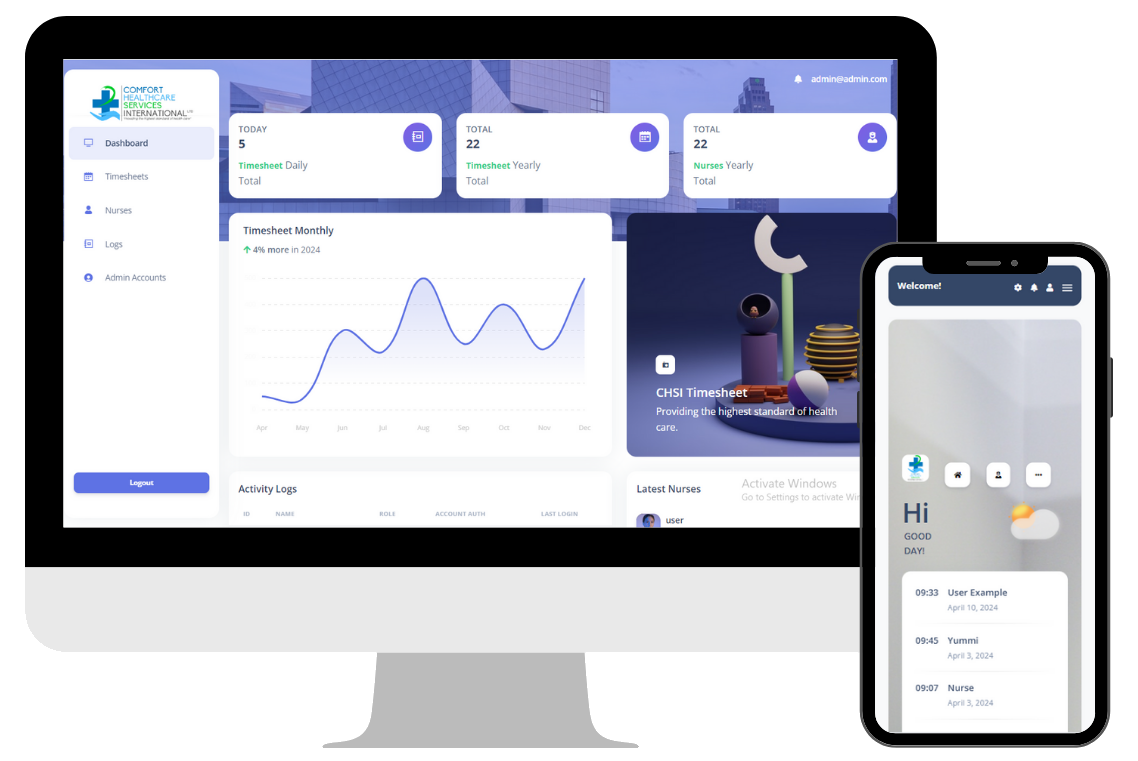 COMFORT
HEALTHCARE
SERVICES
INTERNATIONAL
Dashboard
Timesheets
Nurses
Logs
Admin Accounts
Logout
admin@admin.com
TODAY
5
Timesheet Daily
Total
TOTAL
22
Timesheet Yearly
Total
TOTAL
22
Nurses Yearly
Total
Timesheet Monthly
4% more in 2024
Apr May Jun Jul Aug Sep Oct Nov Dec
CHSI Timesheet
Providing the highest standard of health
care.
Activity Logs
ID NAME ROLE ACCOUNT AUTH LAST LOGIN
Latest Nurses
user
Activate Windows
Go to Settings to activate
Welcome!
Hi
GOOD
DAY!
09:33 User Example
April 10, 2024
09:45 Yummi
April 3, 2024
09:07 Nurse
April 3, 2024